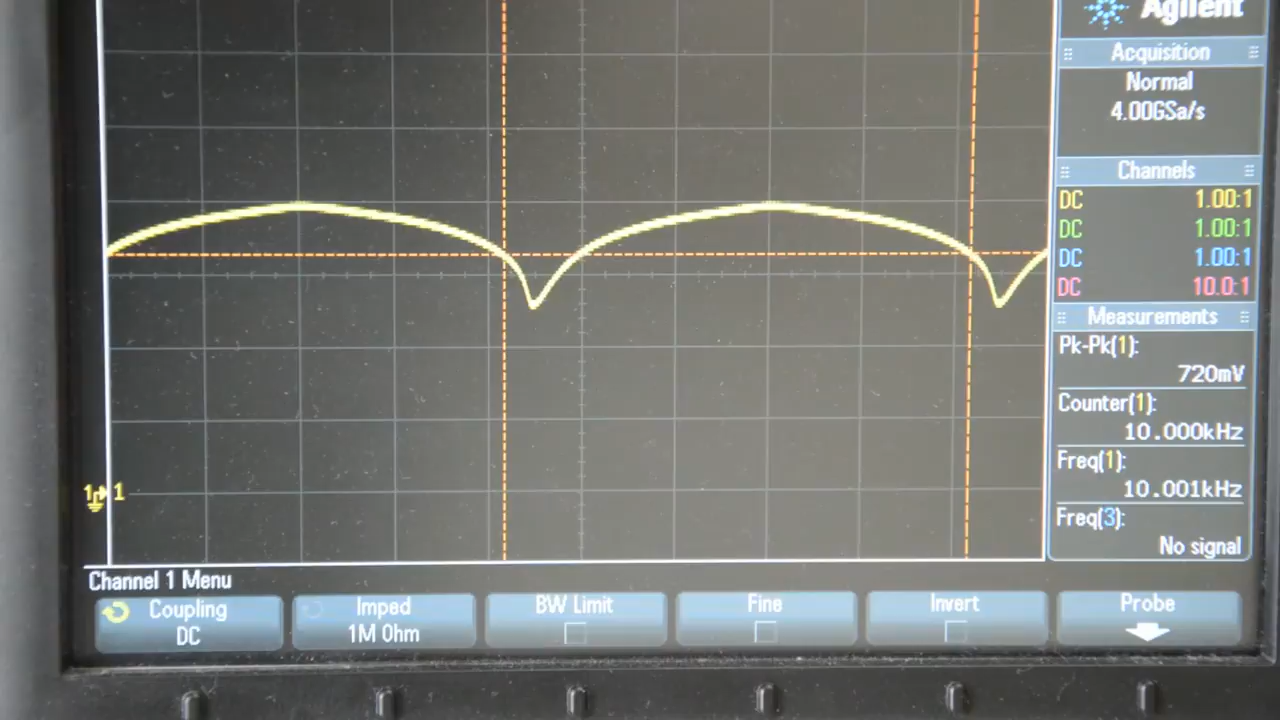 Agilent
Acquisition
Normal
4.00GSa/s
Channels
DC 1.00:1
DC 1.00:1
DC 1.00:1
DC 10.0:1
Measurements
Pk-Pk(1):
720mV
Counter(1):
10.000kHz
Freq(1):
10.001kHz
Freq(3):
No signal
1 1
Channel 1 Menu
Coupling
DC
Imped
1M Ohm
BW Limit
Fine
Invert
Probe